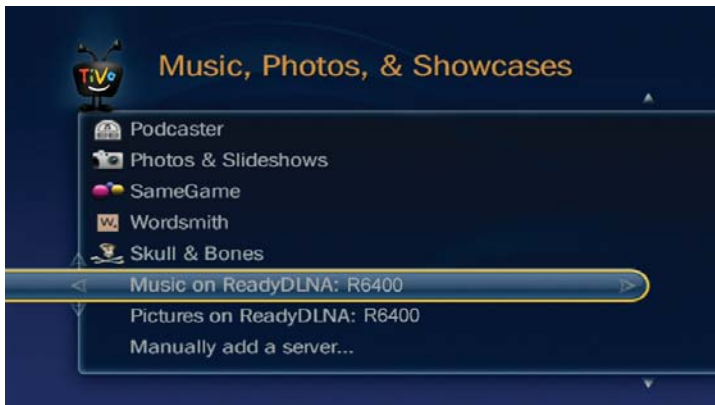 TiVo
Music, Photos, & Showcases
Podcaster
Photos & Slideshows
SameGame
W. Wordsmith
Skull & Bones
Music on ReadyDLNA: R6400
Pictures on ReadyDLNA: R6400
Manually add a server...